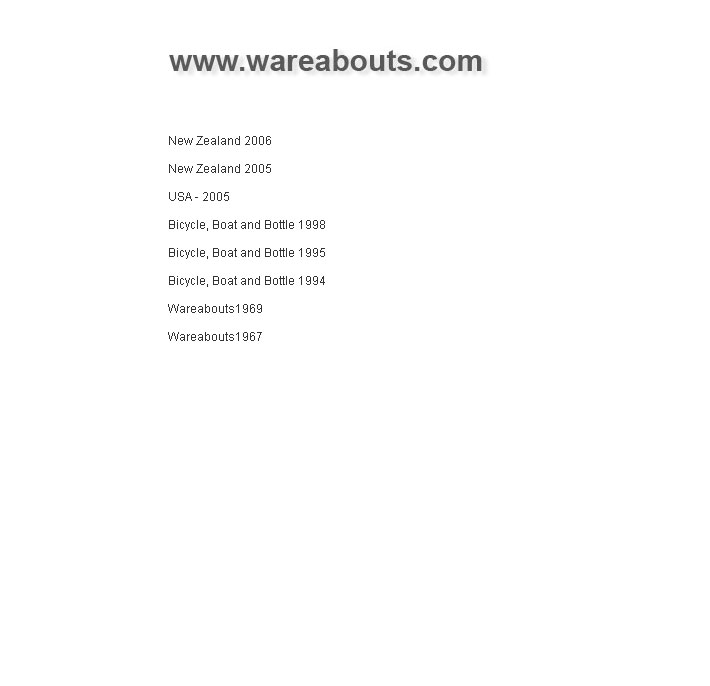 www.wareabouts.com
New Zealand 2006
New Zealand 2005
USA - 2005
Bicycle, Boat and Bottle 1998
Bicycle, Boat and Bottle 1995
Bicycle, Boat and Bottle 1994
Wareabouts1969
Wareabouts1967